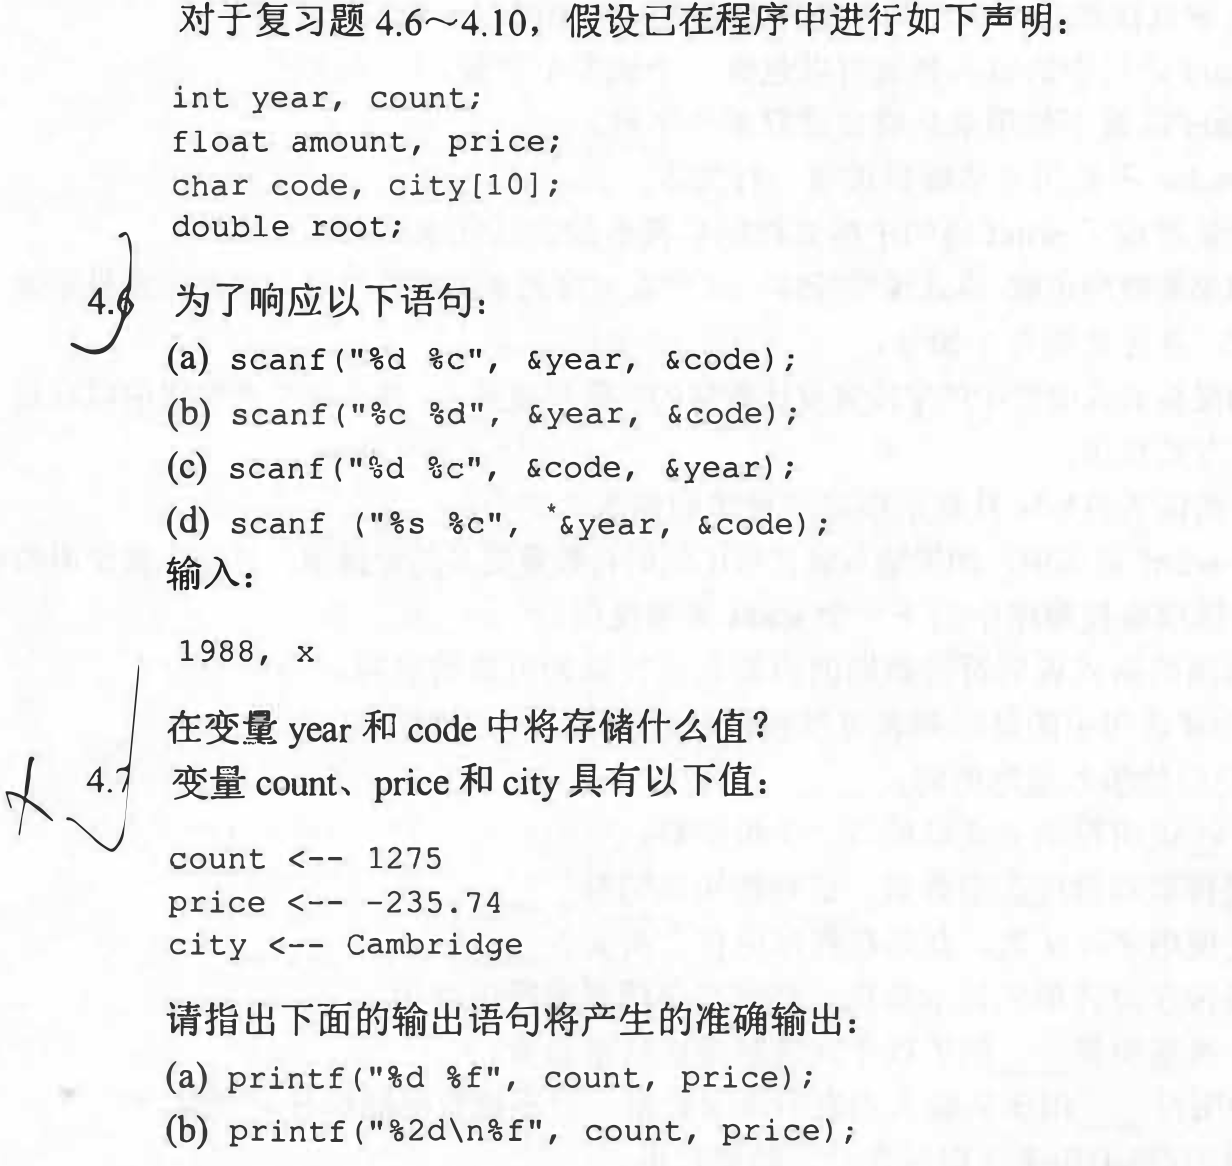 对于复习题 4.6～4.10，假设已在程序中进行如下声明：
int year, count;
float amount, price;
char code, city[10];
double root;
4.6 为了响应以下语句：
(a) scanf("%d %c", &year, &code);
(b) scanf("%c %d", &year, &code);
(c) scanf("%d %c", &code, &year);
(d) scanf ("%s %c", *&year, &code);
输入：
1988, x
在变量 year 和 code 中将存储什么值？
4.7 变量 count、price 和 city 具有以下值：
count <-- 1275
price <-- -235.74
city <-- Cambridge
请指出下面的输出语句将产生的准确输出：
(a) printf("%d %f", count, price);
(b) printf("%2d\n%f", count, price);